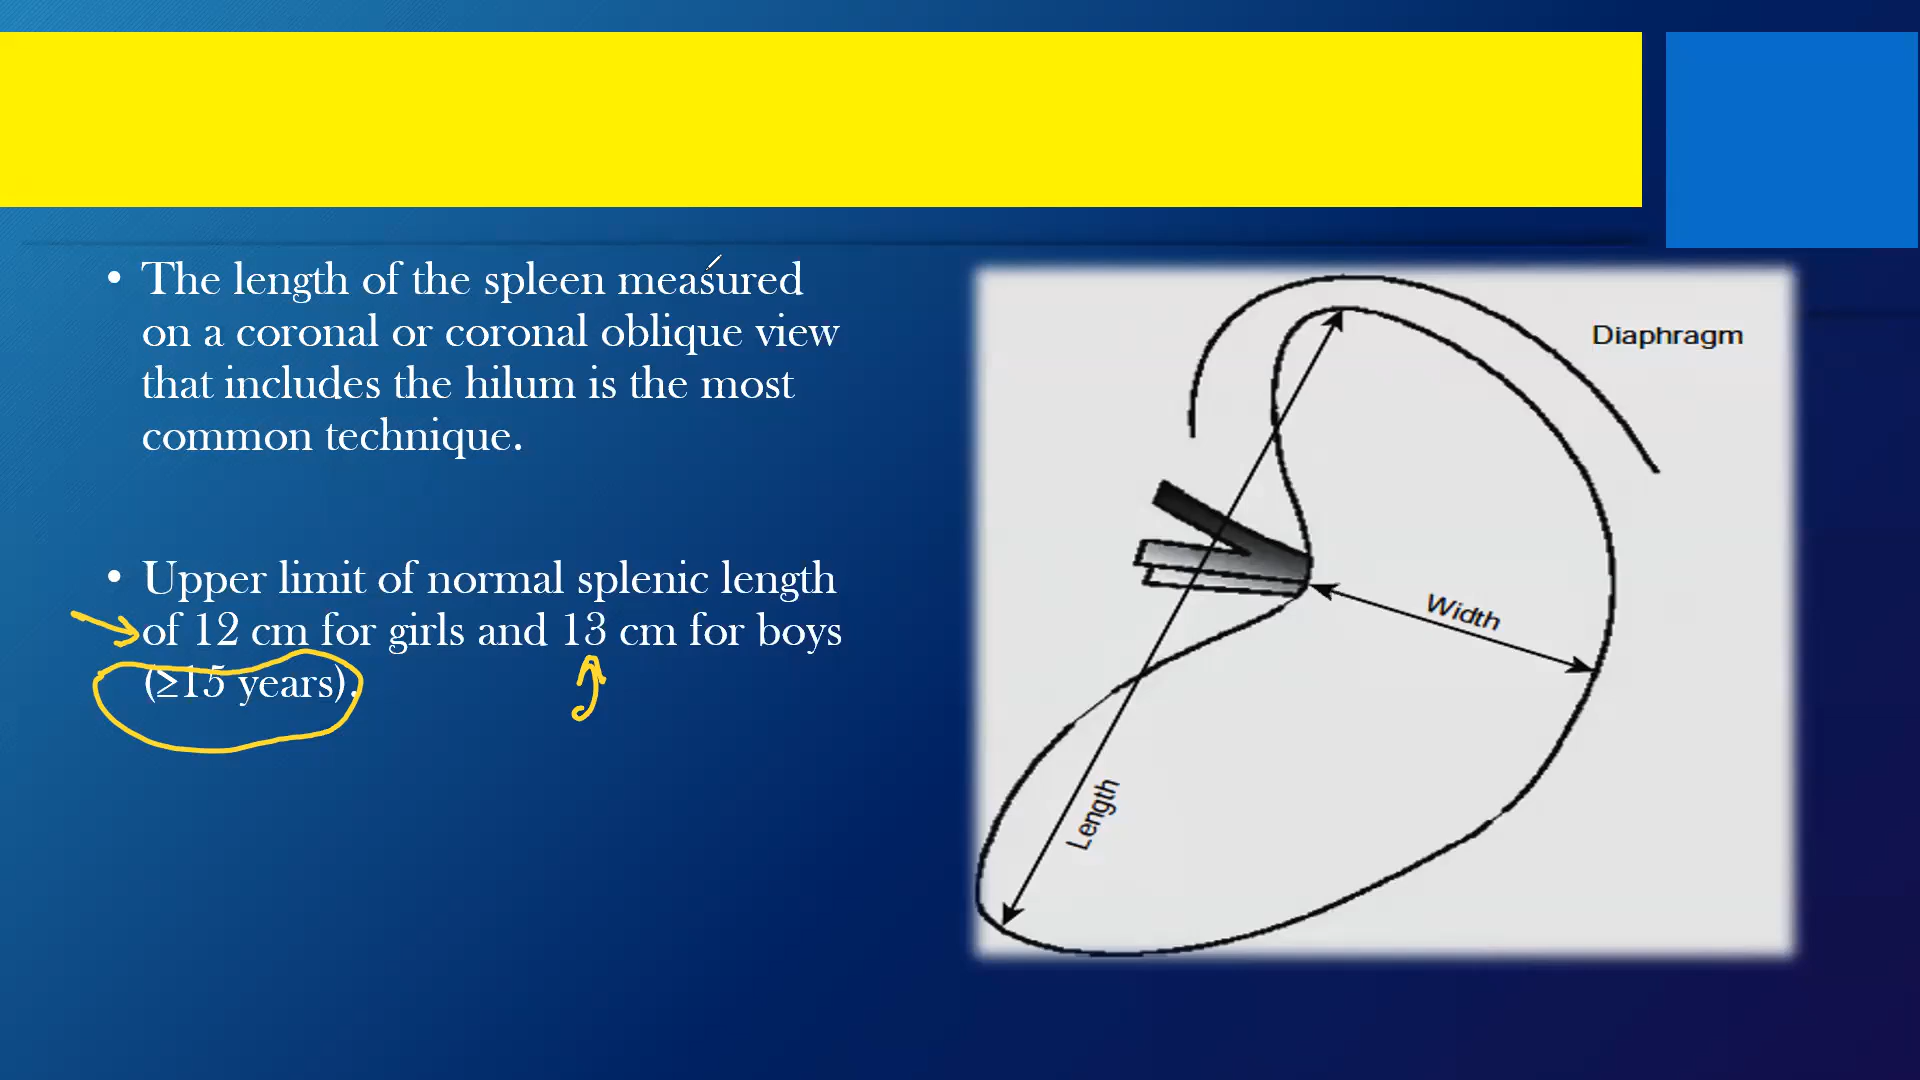 • The length of the spleen measured
on a coronal or coronal oblique view
that includes the hilum is the most
common technique.
• Upper limit of normal splenic length
of 12 cm for girls and 13 cm for boys
(≥15 years).
Diaphragm
Width
Length